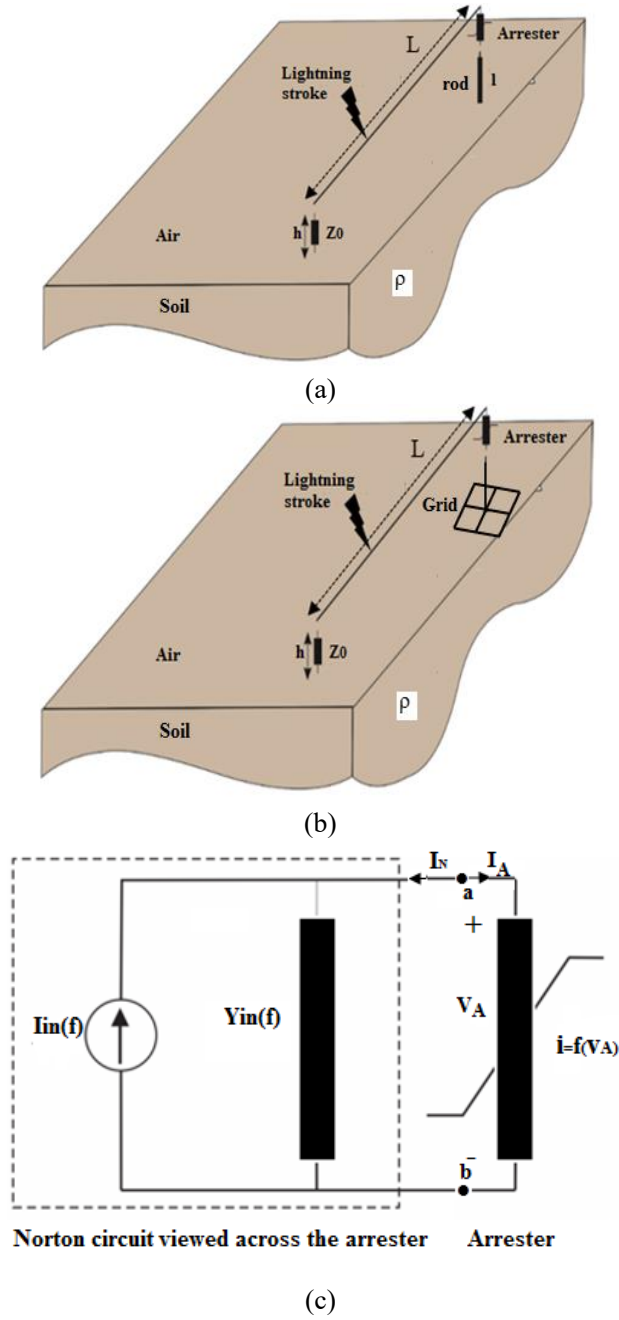 L
Arrester
Lightning
stroke
rod
l
h
Z0
Air
ρ
Soil
(a)
L
Arrester
Lightning
stroke
Grid
h
Z0
Air
ρ
Soil
(b)
IN
IA
a
+
Iin(f)
Yin(f)
VA
i=f(VA)
b
-
Norton circuit viewed across the arrester
Arrester
(c)